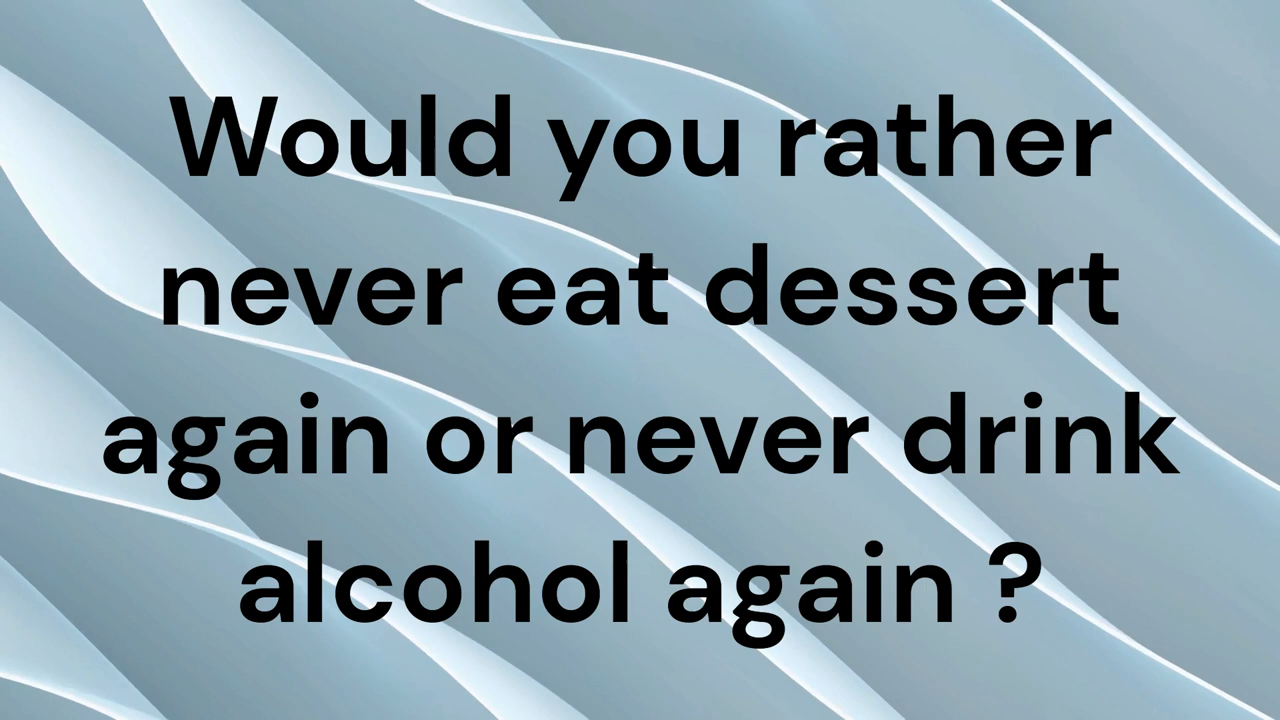 Would you rather
never eat dessert
again or never drink
alcohol again ?